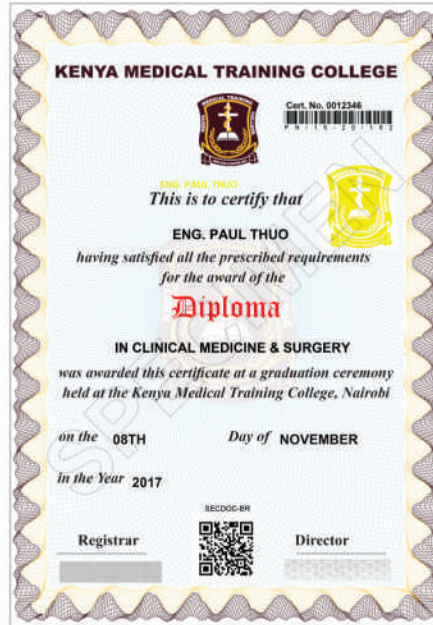 KENYA MEDICAL TRAINING COLLEGE
Cert. No. 0012346
ENG. PAUL THUO
This is to certify that
ENG. PAUL THUO
having satisfied all the prescribed requirements
for the award of the
Diploma
IN CLINICAL MEDICINE & SURGERY
was awarded this certificate at a graduation ceremony
held at the Kenya Medical Training College, Nairobi
on the 08TH Day of NOVEMBER
in the Year 2017
SECDOC-BR
Registrar Director
SPECIMEN